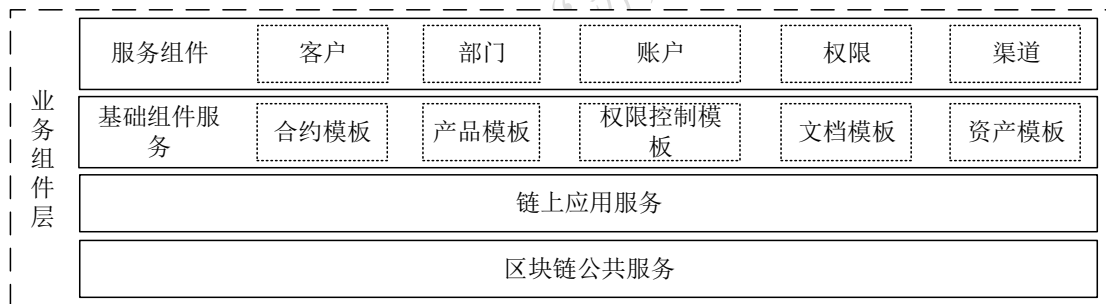 业务组件层
服务组件
客户
部门
账户
权限
渠道
基础组件服
务
合约模板
产品模板
权限控制模
板
文档模板
资产模板
链上应用服务
区块链公共服务